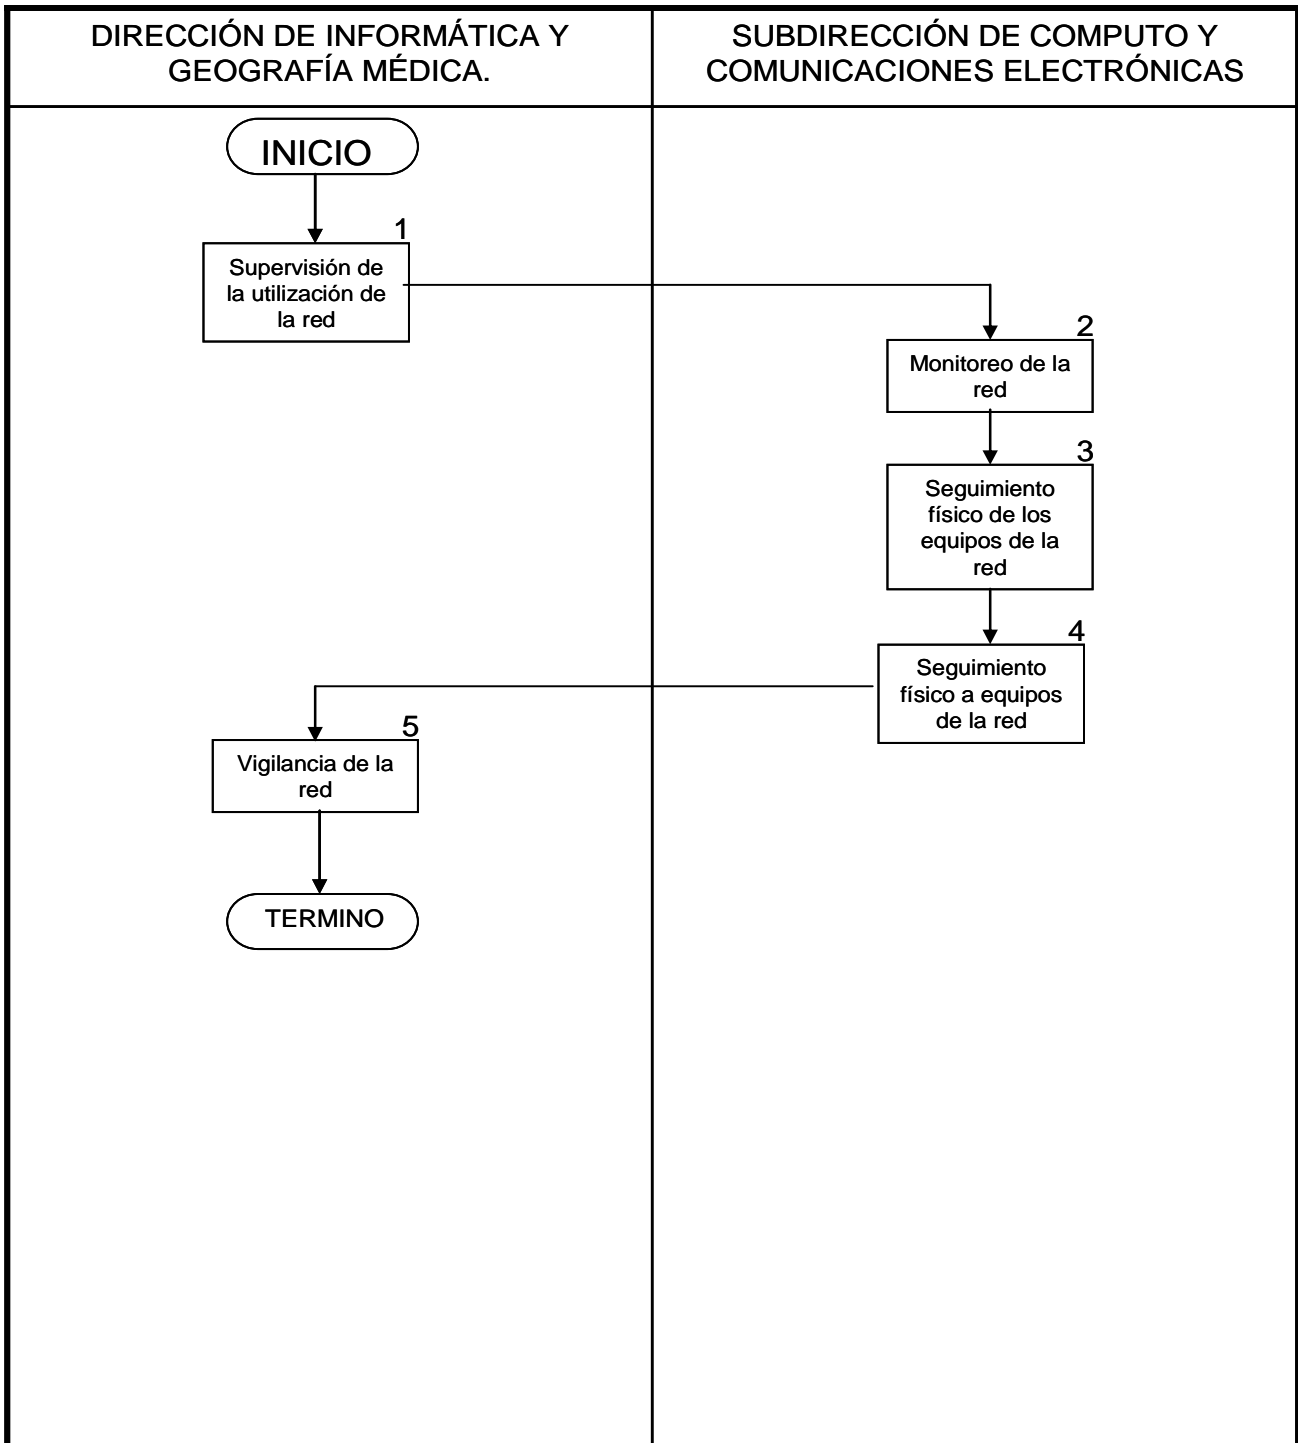 DIRECCIÓN DE INFORMÁTICA Y
GEOGRAFÍA MÉDICA.
SUBDIRECCIÓN DE COMPUTO Y
COMUNICACIONES ELECTRÓNICAS
INICIO
1
Supervisión de
la utilización de
la red
2
Monitoreo de la
red
3
Seguimiento
físico de los
equipos de la
red
4
Seguimiento
físico a equipos
de la red
5
Vigilancia de la
red
TERMINO